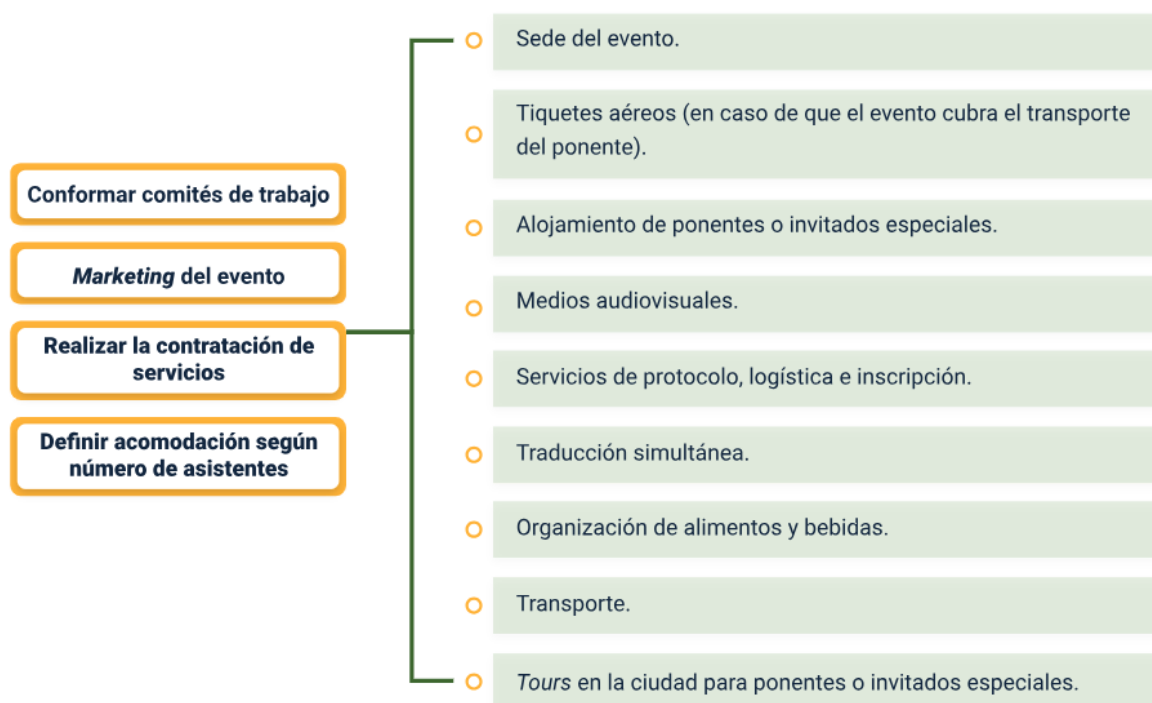 Conformar comités de trabajo
Marketing del evento
Realizar la contratación de
servicios
Definir acomodación según
número de asistentes
Sede del evento.
Tiquetes aéreos (en caso de que el evento cubra el transporte
del ponente).
Alojamiento de ponentes o invitados especiales.
Medios audiovisuales.
Servicios de protocolo, logística e inscripción.
Traducción simultánea.
Organización de alimentos y bebidas.
Transporte.
Tours en la ciudad para ponentes o invitados especiales.